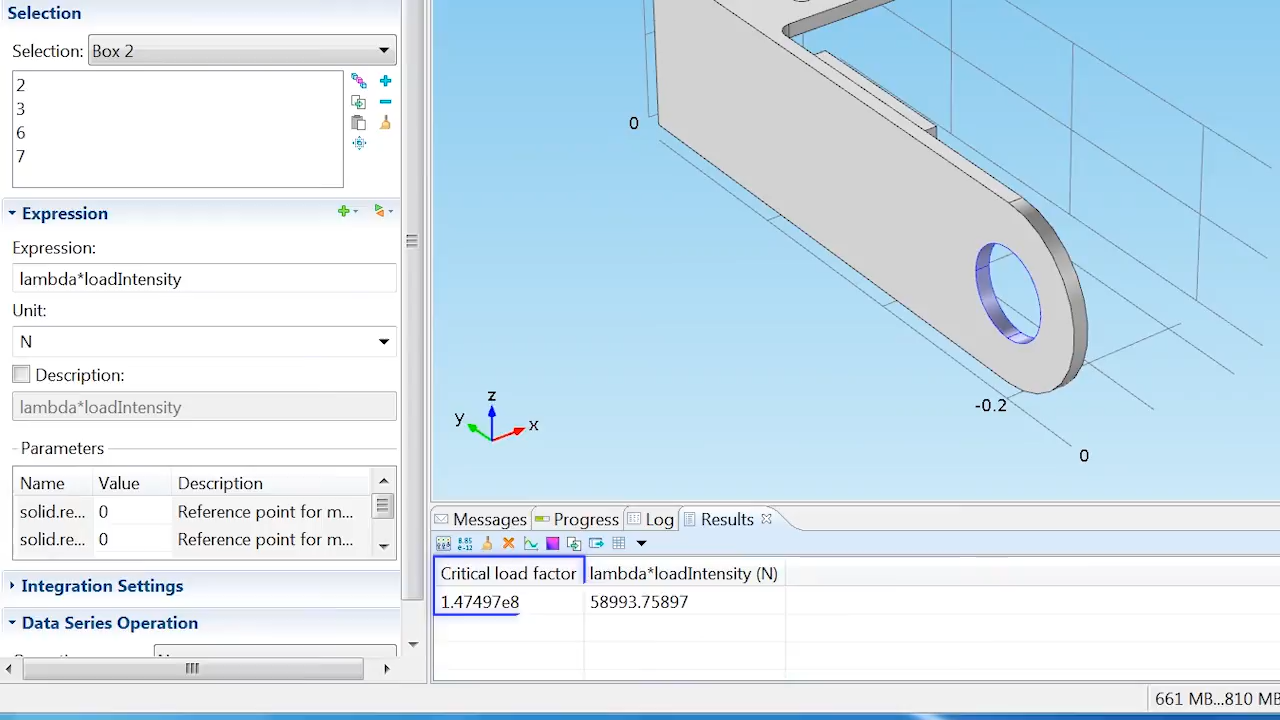 Selection
Selection:
Box 2
2
3
6
7
Expression
Expression:
lambda*loadIntensity
Unit:
N
Description:
lambda*loadIntensity
Parameters
Name Value Description
solid.re... 0 Reference point for m...
solid.re... 0 Reference point for m...
Integration Settings
Data Series Operation
0
-0.2
0
z
y
x
Messages Progress Log Results
8.85
e-12
Critical load factor lambda*loadIntensity (N)
1.47497e8 58993.75897
661 MB...810 MB